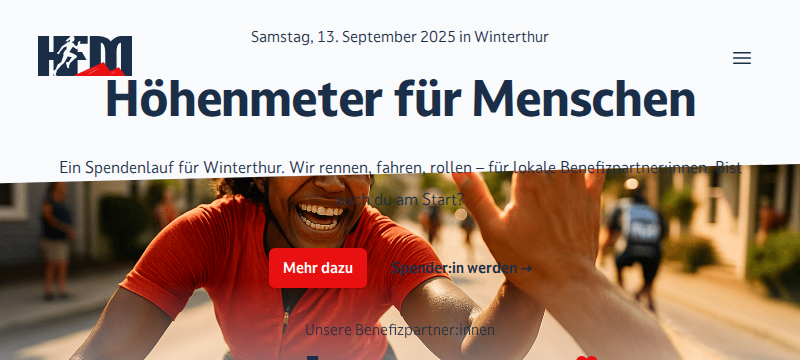 Samstag, 13. September 2025 in Winterthur
HFM
Höhenmeter für Menschen
Ein Spendenlauf für Winterthur. Wir rennen, fahren, rollen – für lokale Benefizpartner:innen. Bist
auch du am Start?
Mehr dazu
Spender:in werden →
Unsere Benefizpartner:innen